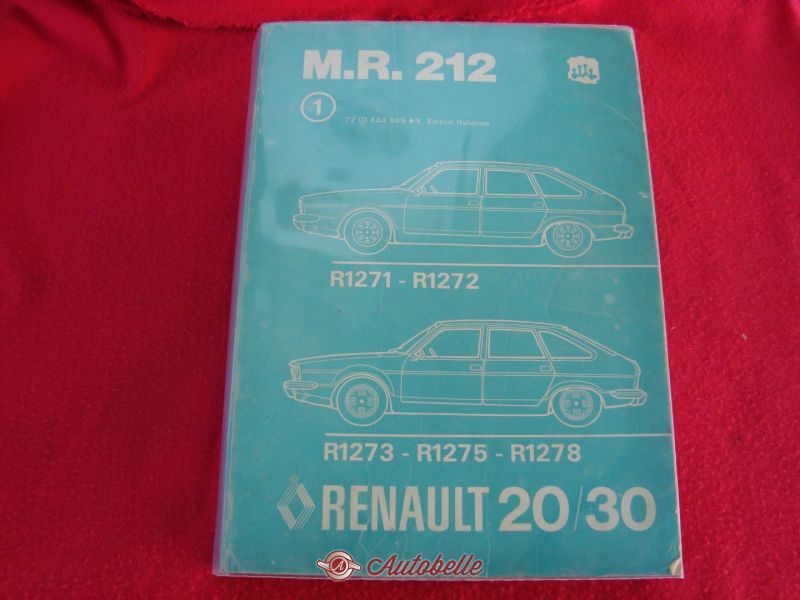 M.R. 212
1
77 01 444 949 Edition Italienne
R1271 - R1272
R1273 - R1275 - R1278
RENAULT 20/30
Autobelle